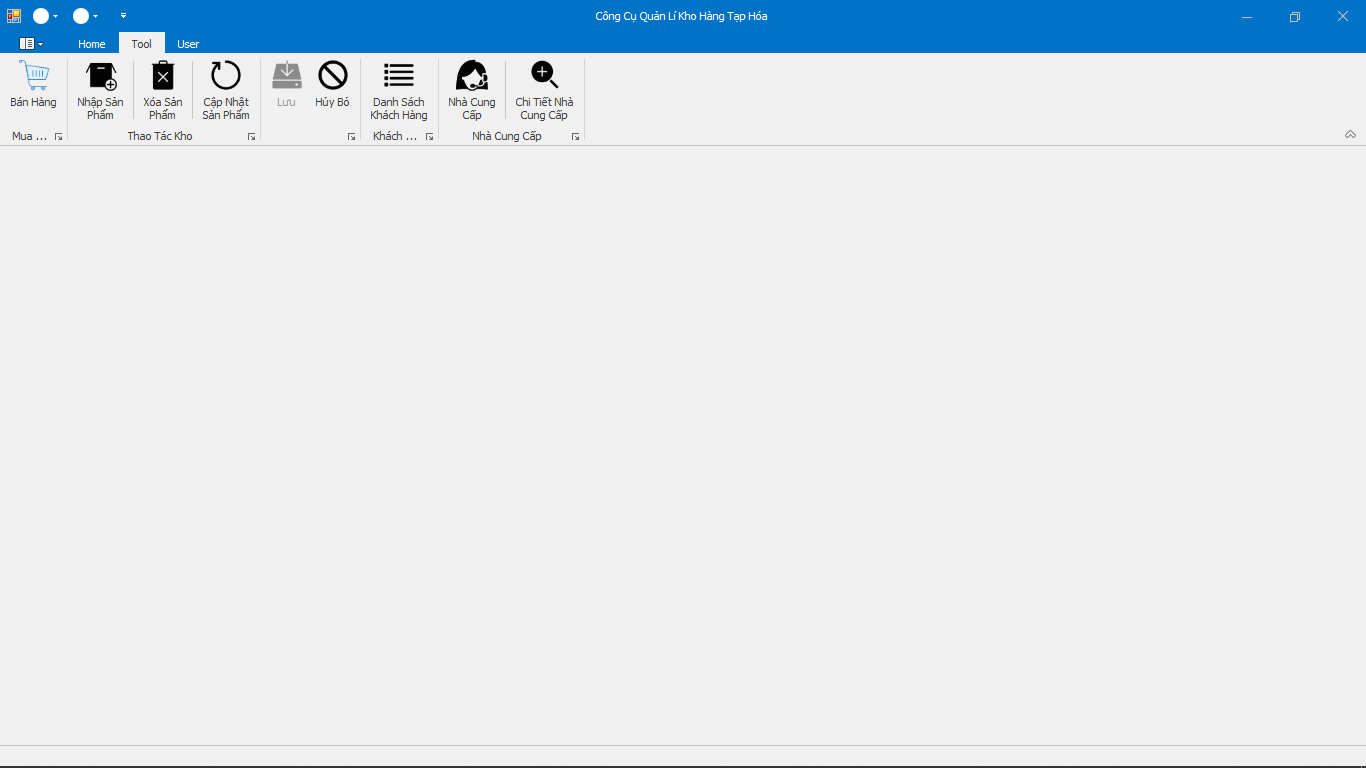 Công Cụ Quản Lí Kho Hàng Tạp Hóa
Home Tool User
Bán Hàng
Nhập Sản
Phẩm
Xóa Sản
Phẩm
Cập Nhật
Sản Phẩm
Lưu
Hủy Bỏ
Danh Sách
Khách Hàng
Nhà Cung
Cấp
Chi Tiết Nhà
Cung Cấp
Mua ...
Thao Tác Kho
Khách ...
Nhà Cung Cấp